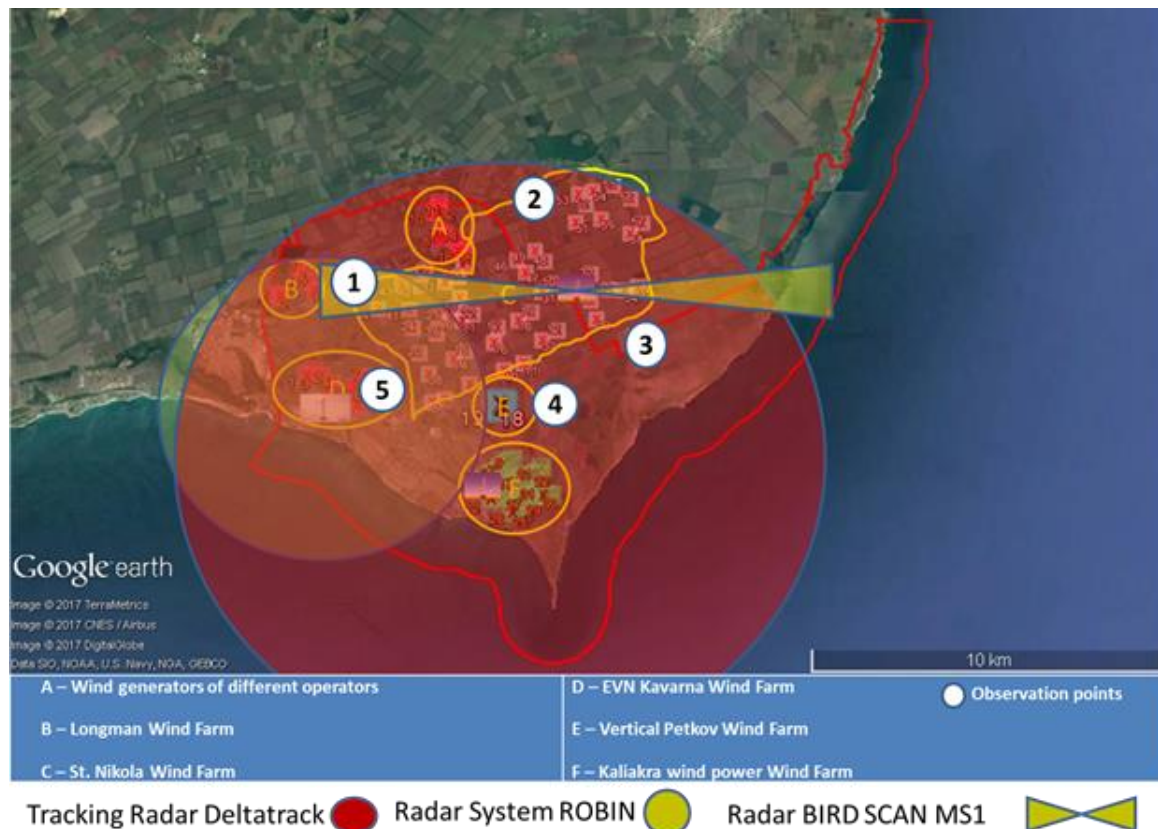 2
A
1
B
C
3
5
D
4
E
19 18
F
Google earth
Image © 2017 TerraMetrics
Image © 2017 CNES / Airbus
Image © 2017 DigitalGlobe
Data SIO, NOAA, U.S. Navy, NGA, GEBCO
10 km
A – Wind generators of different operators
B – Longman Wind Farm
C – St. Nikola Wind Farm
D – EVN Kavarna Wind Farm
E – Vertical Petkov Wind Farm
F – Kaliakra wind power Wind Farm
Observation points
Tracking Radar Deltatrack
Radar System ROBIN
Radar BIRD SCAN MS1